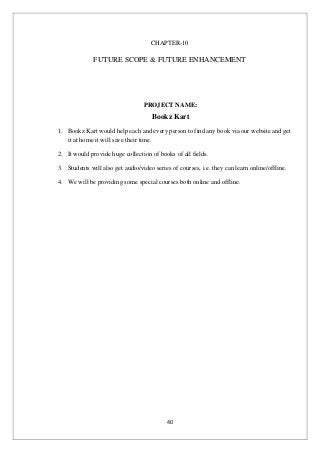 CHAPTER-10
FUTURE SCOPE & FUTURE ENHANCEMENT
PROJECT NAME:
Bookz Kart
1. Bookz Kart would help each and every person to find any book via our website and get
it at home it will save their time.
2. It would provide huge collection of books of all fields.
3. Students will also get audio/video series of courses, i.e. they can learn online/offline.
4. We will be providing some special courses both online and offline.
40